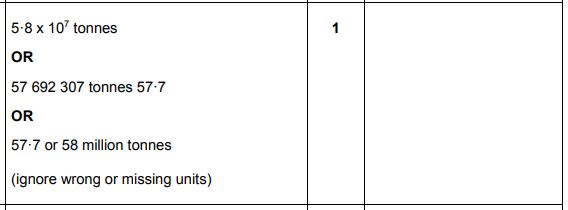 5·8 x 10⁷ tonnes 1
OR
57 692 307 tonnes 57·7
OR
57·7 or 58 million tonnes
(ignore wrong or missing units)